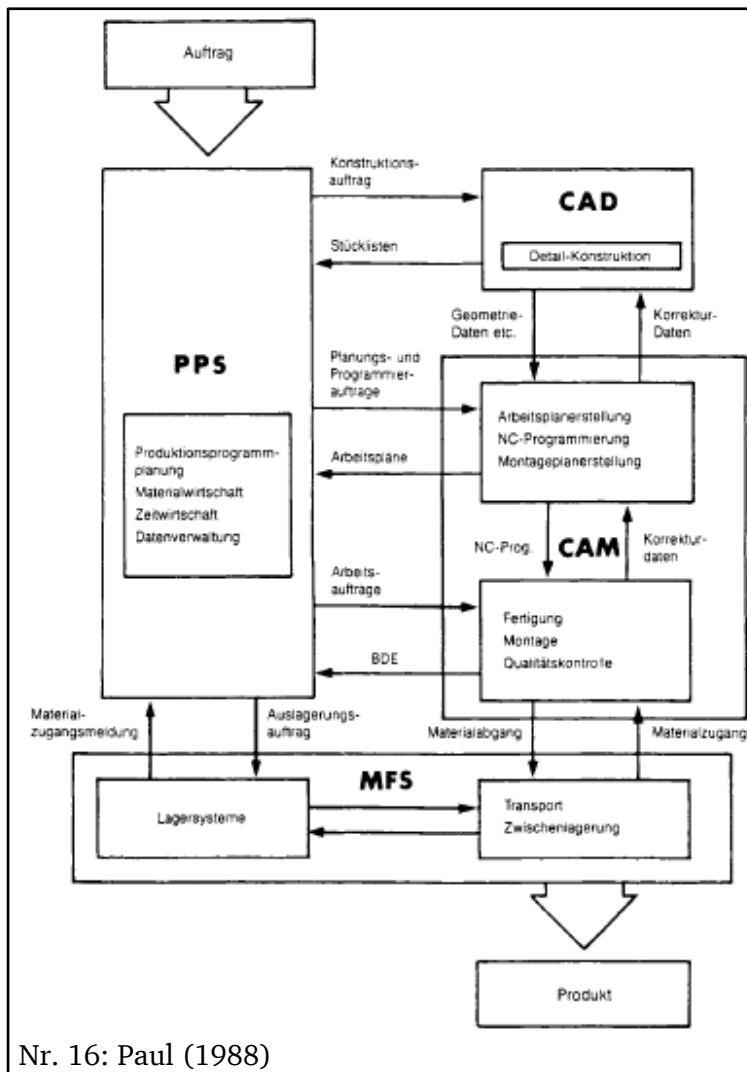 Auftrag
Konstruktions-
auftrag
CAD
Stücklisten
Detail-Konstruktion
Geometrie-
Daten etc.
Korrektur-
Daten
PPS
Planungs- und
Programmier-
auftrage
Arbeitsplanerstellung
NC-Programmierung
Montageplanerstellung
Produktionsprogramm-
planung
Materialwirtschaft
Zeitwirtschaft
Datenverwaltung
Arbeitspläne
NC-Prog.
CAM
Korrektur-
daten
Arbeits-
auftrage
Fertigung
Montage
Qualitätskontrolle
BDE
Material-
zugangsmeldung
Auslagerungs-
auftrag
Materialabgang
Materialzugang
MFS
Lagersysteme
Transport
Zwischenlagerung
Produkt
Nr. 16: Paul (1988)